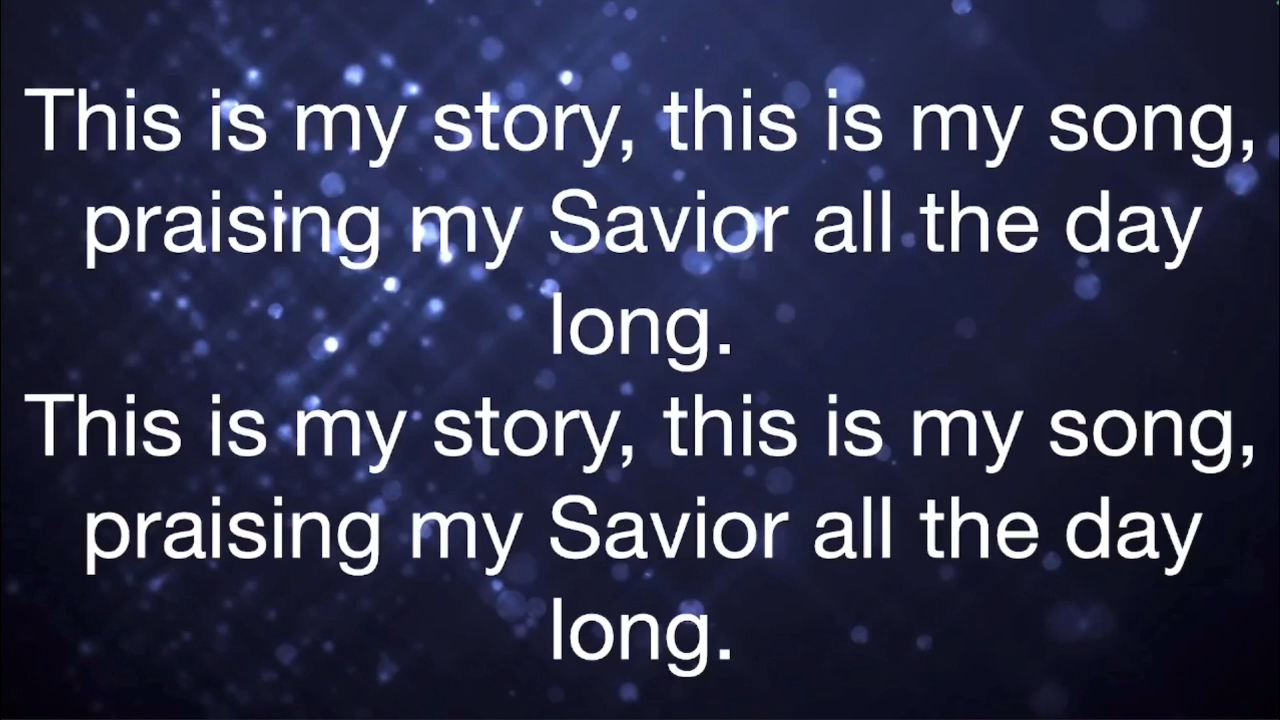 This is my story, this is my song,
praising my Savior all the day
long.
This is my story, this is my song,
praising my Savior all the day
long.